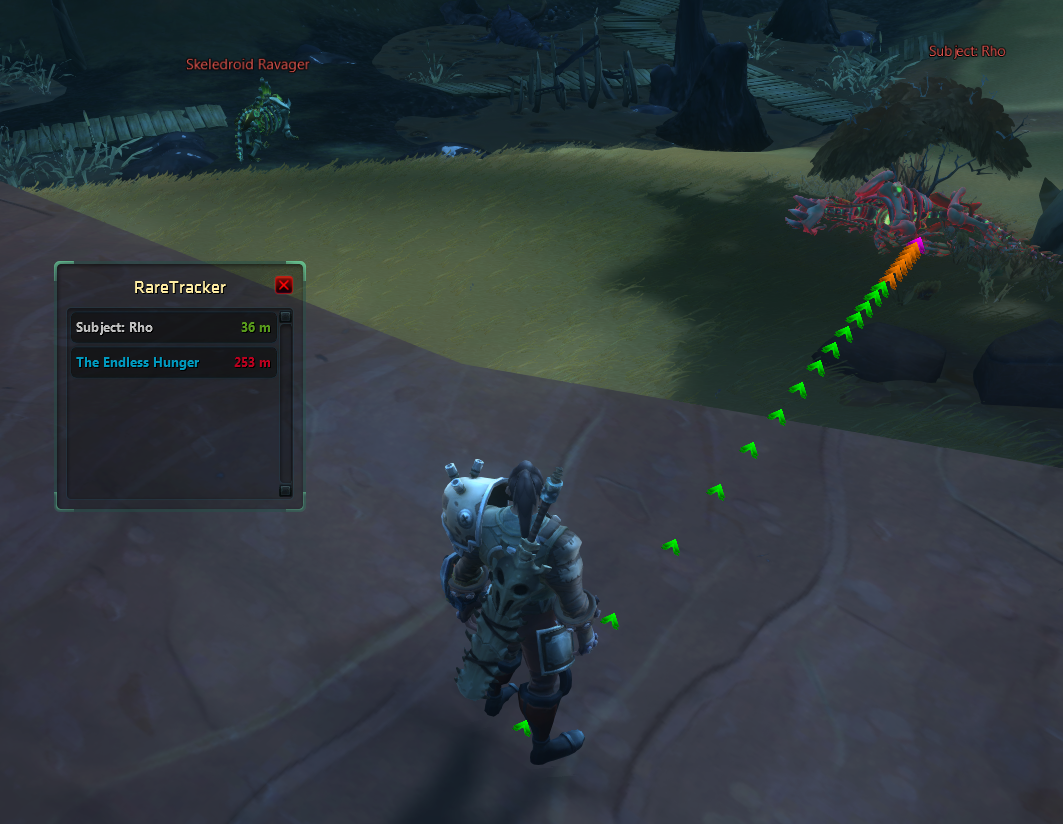 Subject: Rho
Skeledroid Ravager
RareTracker
Subject: Rho 36 m
The Endless Hunger 253 m